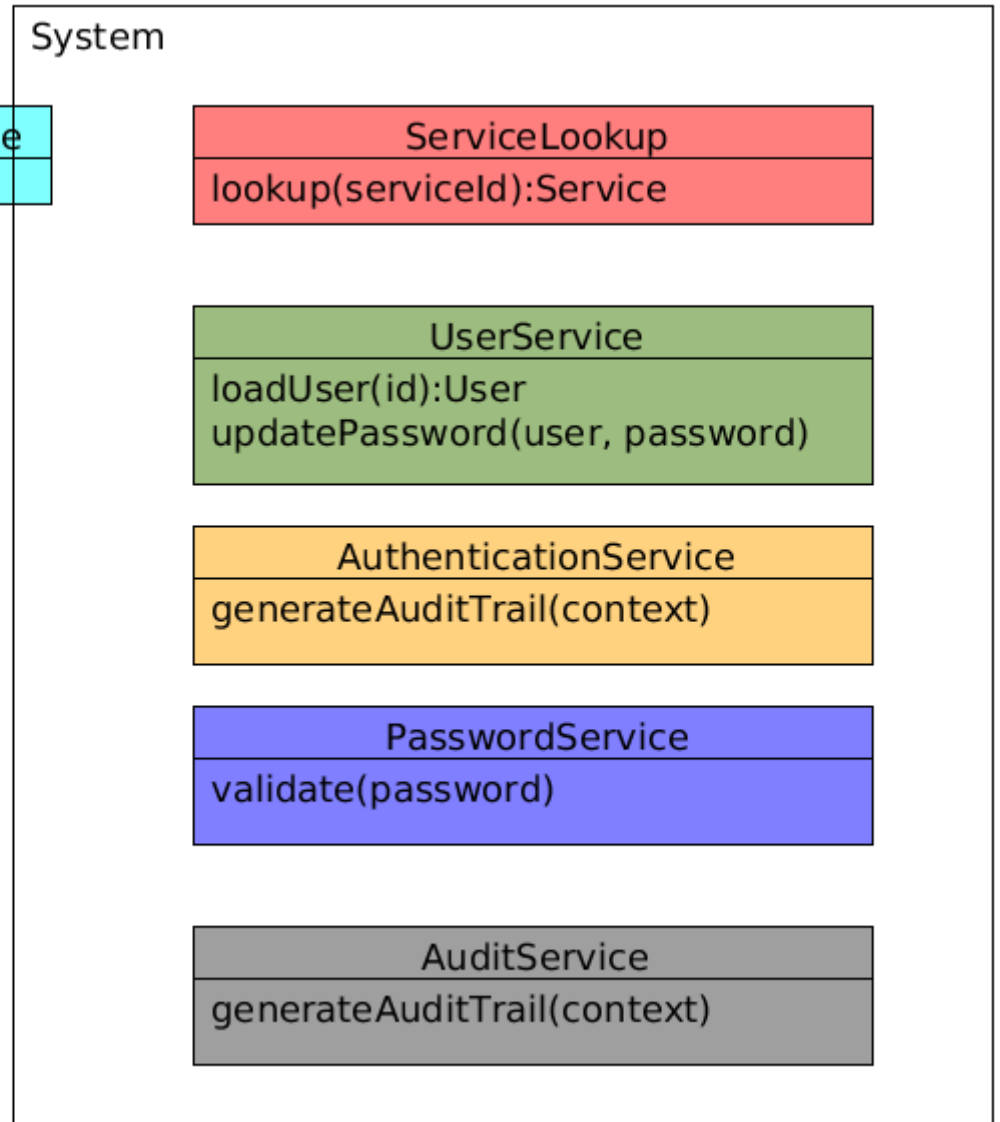 System
e
ServiceLookup
lookup(serviceId):Service
UserService
loadUser(id):User
updatePassword(user, password)
AuthenticationService
generateAuditTrail(context)
PasswordService
validate(password)
AuditService
generateAuditTrail(context)